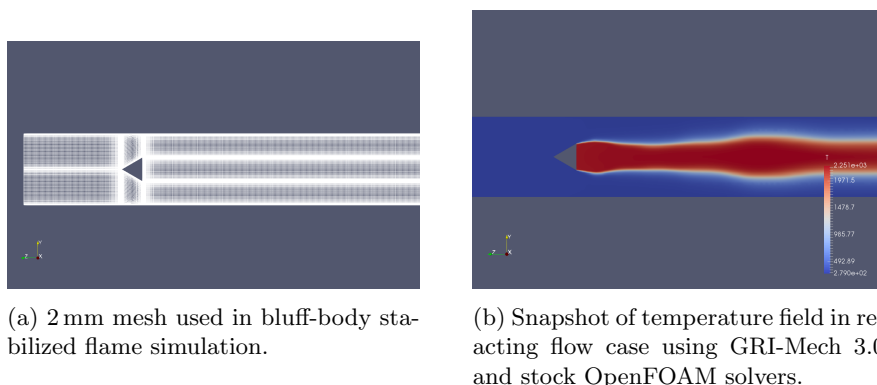 T
2.251e+03
1971.5
1478.7
985.77
492.89
2.790e+02
Y
Z
X
Y
Z
X
(a) 2 mm mesh used in bluff-body sta-
bilized flame simulation.
(b) Snapshot of temperature field in re-
acting flow case using GRI-Mech 3.0
and stock OpenFOAM solvers.